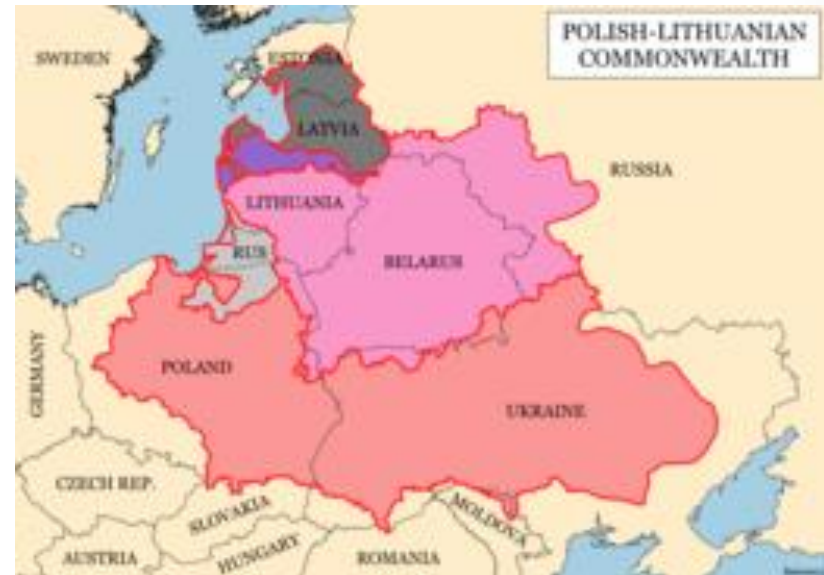 POLISH-LITHUANIAN
COMMONWEALTH
SWEDEN
ESTONIA
LATVIA
RUSSIA
LITHUANIA
RUS
BELARUS
POLAND
GERMANY
UKRAINE
CZECH REP.
SLOVAKIA
MOLDOVA
AUSTRIA
HUNGARY
ROMANIA